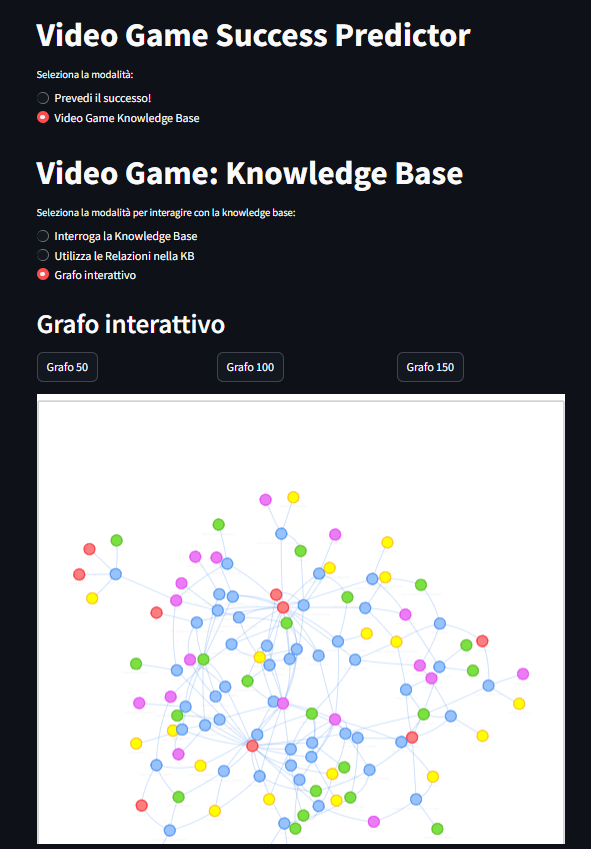 Video Game Success Predictor
Seleziona la modalità:
Prevedi il successo!
Video Game Knowledge Base
Video Game: Knowledge Base
Seleziona la modalità per interagire con la knowledge base:
Interroga la Knowledge Base
Utilizza le Relazioni nella KB
Grafo interattivo
Grafo interattivo
Grafo 50
Grafo 100
Grafo 150